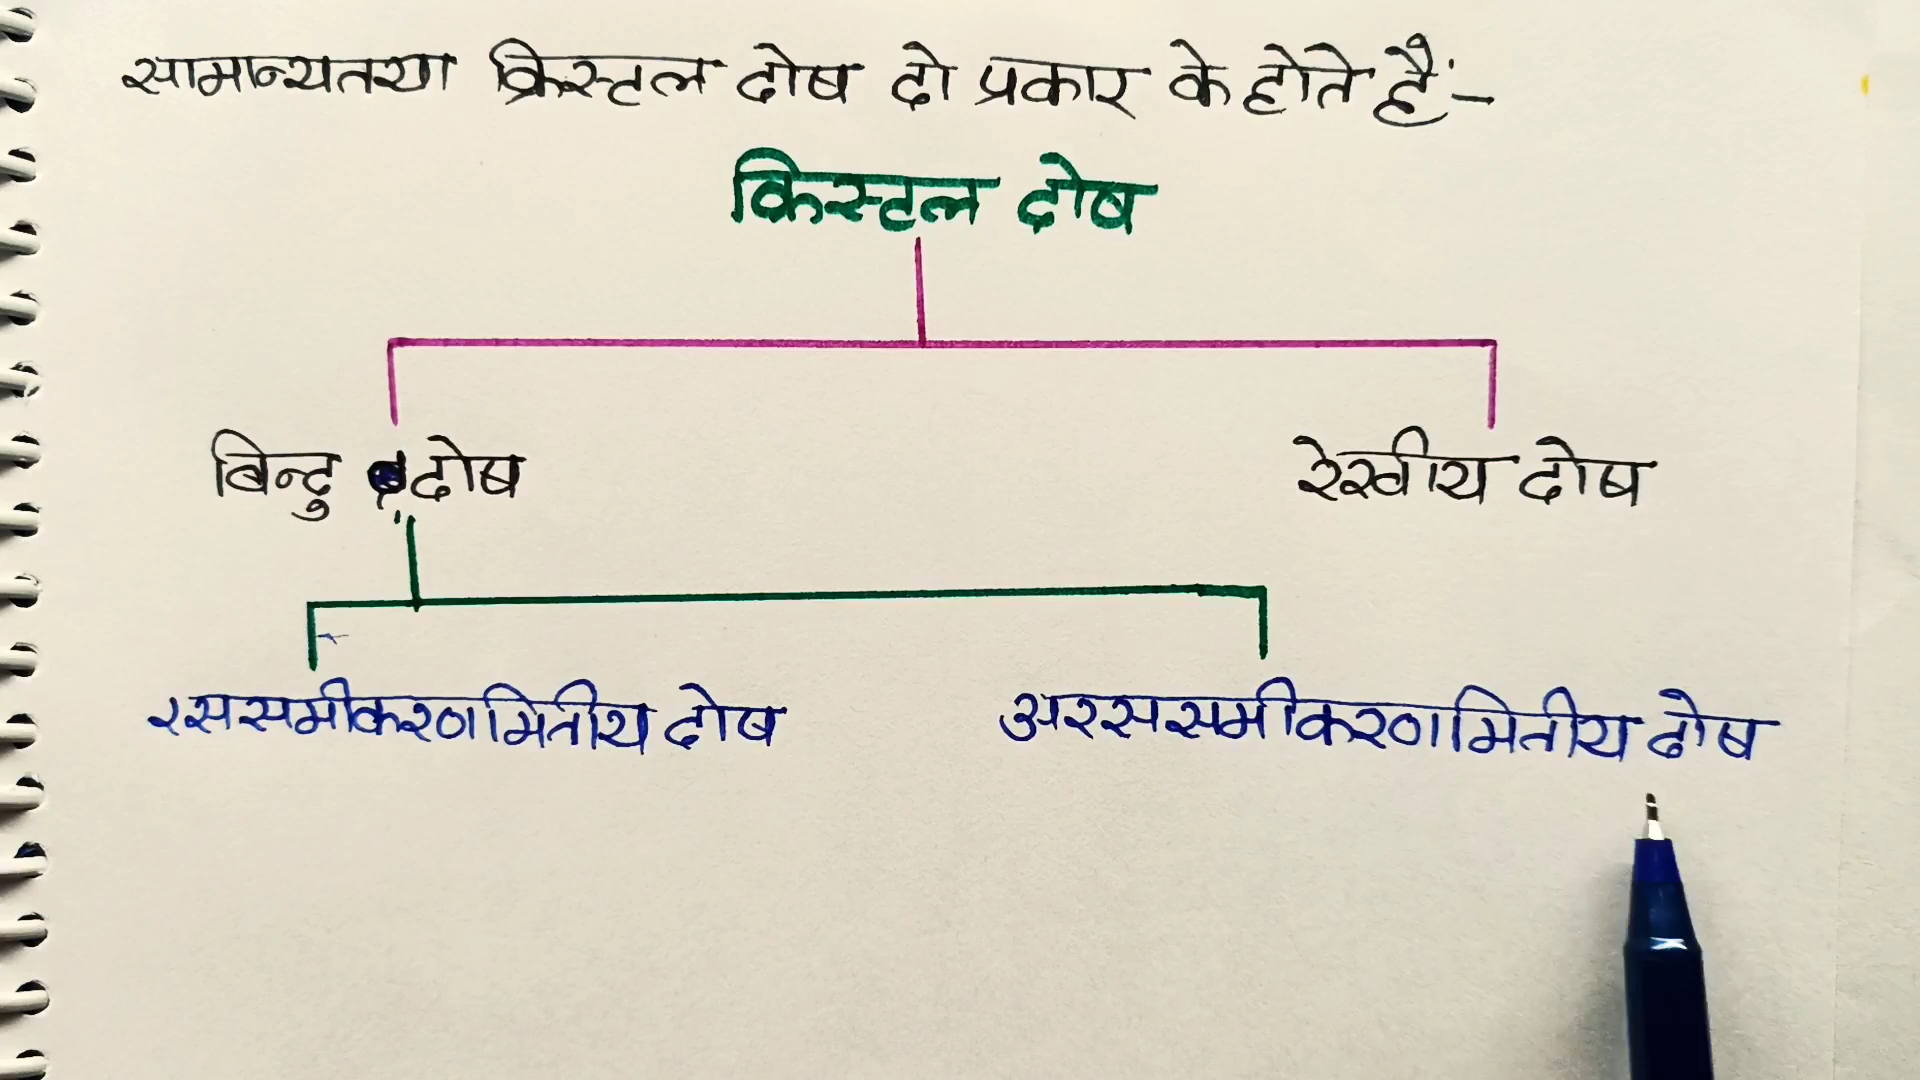 सामान्यतया क्रिस्टल दोष दो प्रकार के होते हैं:-
क्रिस्टल दोष
बिन्दु दोष रेखीय दोष
रससमीकरणमितीय दोष अरससमीकरणमितीय दोष